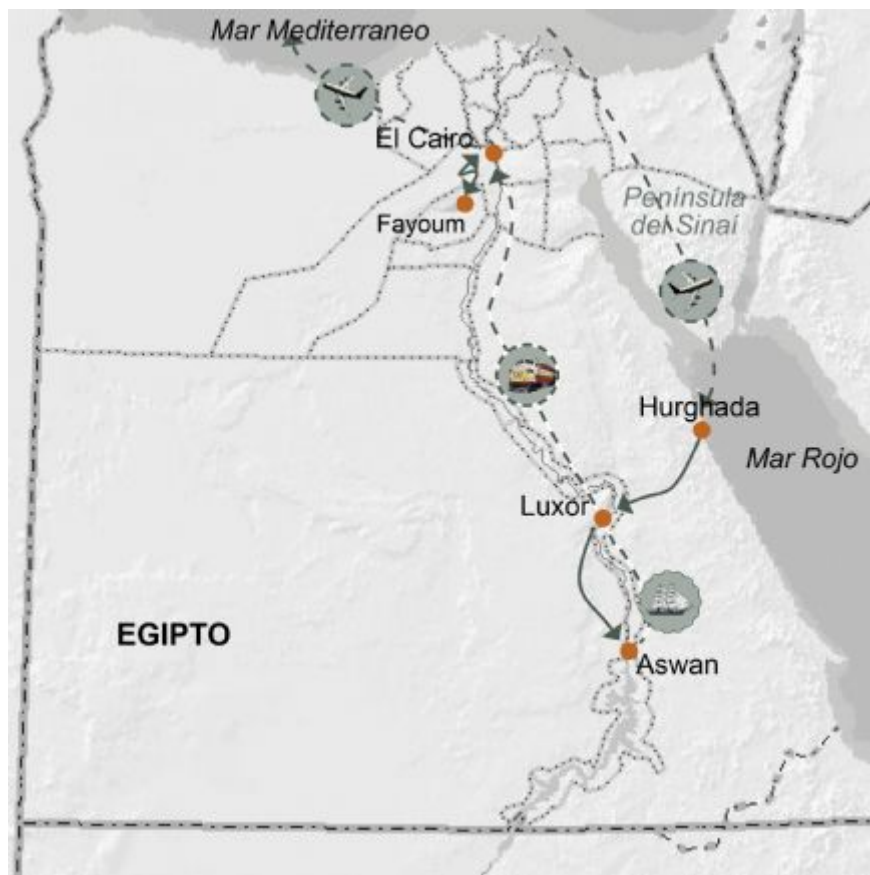 Mar Mediterraneo
El Cairo
Península
del Sinaí
Fayoum
Hurghada
Mar Rojo
Luxor
EGIPTO
Aswan